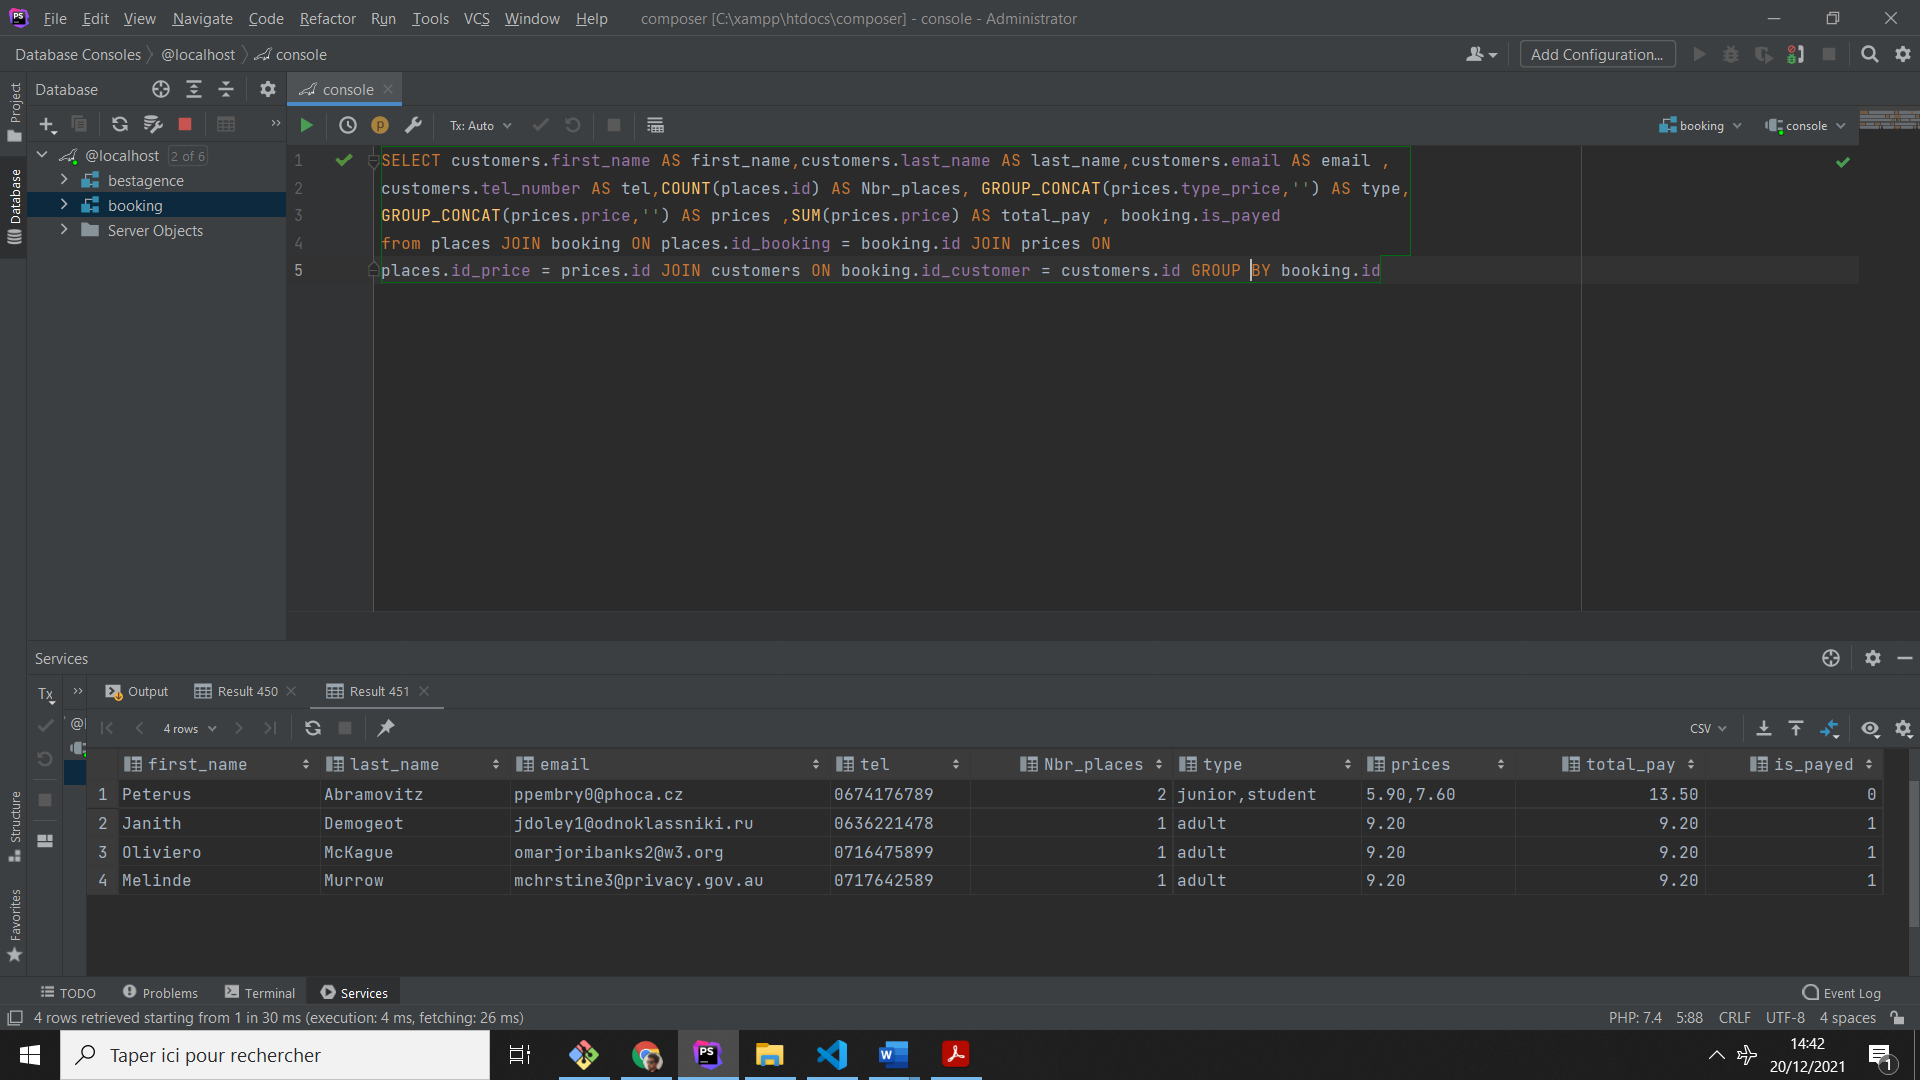 File Edit View Navigate Code Refactor Run Tools VCS Window Help composer [C:\xampp\htdocs\composer] - console - Administrator
Database Consoles @localhost console Add Configuration...
Database console
Tx: Auto booking console
@localhost 2 of 6
bestagence
booking
Server Objects
Project
Database
1 SELECT customers.first_name AS first_name,customers.last_name AS last_name,customers.email AS email ,
2 customers.tel_number AS tel,COUNT(places.id) AS Nbr_places, GROUP_CONCAT(prices.type_price,'') AS type,
3 GROUP_CONCAT(prices.price,'') AS prices ,SUM(prices.price) AS total_pay , booking.is_payed
4 from places JOIN booking ON places.id_booking = booking.id JOIN prices ON
5 places.id_price = prices.id JOIN customers ON booking.id_customer = customers.id GROUP BY booking.id
Services
Tx Output Result 450 Result 451
4 rows CSV
first_name last_name email tel Nbr_places type prices total_pay is_payed
1 Peterus Abramovitz ppembry0@phoca.cz 0674176789 2 junior,student 5.90,7.60 13.50 0
2 Janith Demogeot jdoley1@odnoklassniki.ru 0636221478 1 adult 9.20 9.20 1
3 Oliviero McKague omarjoribanks2@w3.org 0716475899 1 adult 9.20 9.20 1
4 Melinde Murrow mchrstine3@privacy.gov.au 0717642589 1 adult 9.20 9.20 1
Structure
Favorites
TODO Problems Terminal Services Event Log
4 rows retrieved starting from 1 in 30 ms (execution: 4 ms, fetching: 26 ms) PHP: 7.4 5:88 CRLF UTF-8 4 spaces
Taper ici pour rechercher 14:42
20/12/2021 1